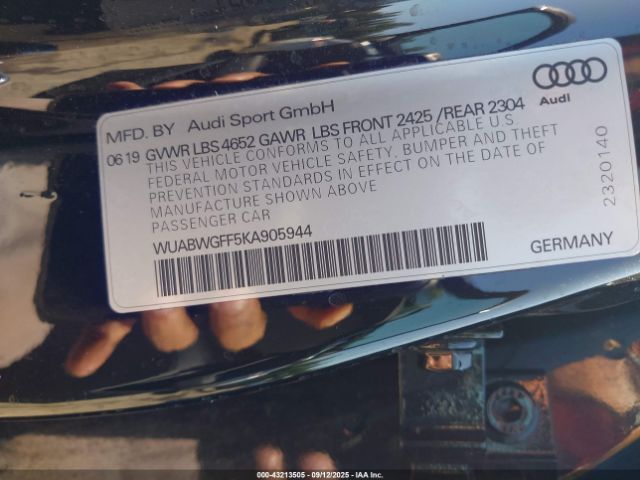 MFD. BY Audi Sport GmbH
06 19 GVWR LBS 4652 GAWR LBS FRONT 2425 / REAR 2304
THIS VEHICLE CONFORMS TO ALL APPLICABLE U.S.
FEDERAL MOTOR VEHICLE SAFETY, BUMPER AND THEFT
PREVENTION STANDARDS IN EFFECT ON THE DATE OF
MANUFACTURE SHOWN ABOVE
PASSENGER CAR
WUABWGFF5KA905944
Audi
2320140
GERMANY
000-43213505 - 09/12/2025 - IAA Inc.